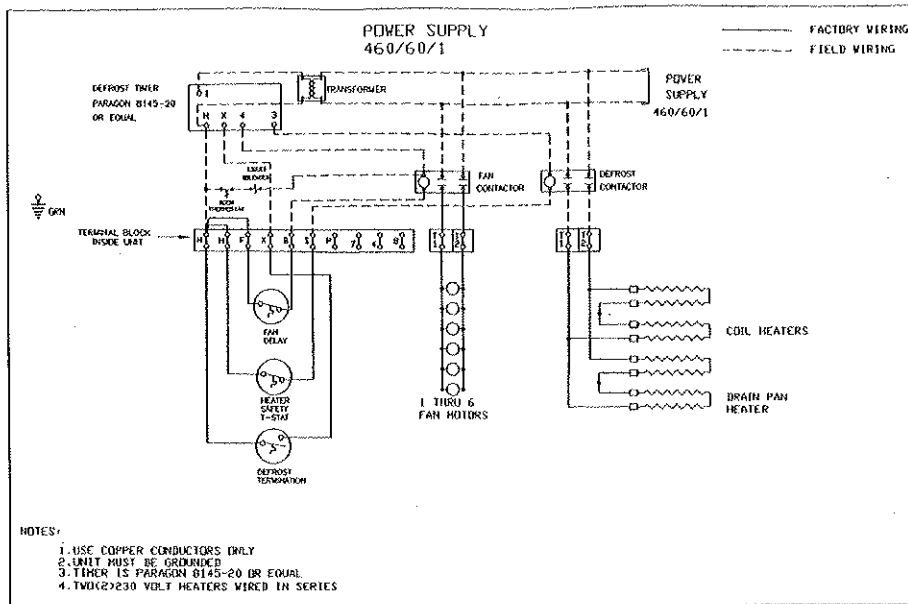 POWER SUPPLY
460/60/1
FACTORY WIRING
FIELD WIRING
DEFROST TIMER
PARAGON 8145-20
OR EQUAL
1
N X 4 3
TRANSFORMER
POWER
SUPPLY
460/60/1
LIQUID
SOLENOID
ROOM
THERMOSTAT
FAN
CONTACTOR
DEFROST
CONTACTOR
GRN
TERMINAL BLOCK
INSIDE UNIT
N F X B
7 4 8
FAN
DELAY
HEATER
SAFETY
T-STAT
DEFROST
TERMINATION
1 THRU 6
FAN MOTORS
COIL HEATERS
DRAIN PAN
HEATER
NOTES:
1.USE COPPER CONDUCTORS ONLY
2.UNIT MUST BE GROUNDED
3.TIMER IS PARAGON 8145-20 OR EQUAL
4.TWO(2)230 VOLT HEATERS WIRED IN SERIES